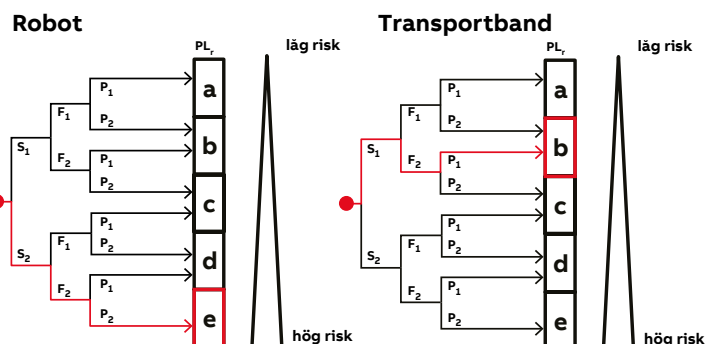 Robot
PLr
låg risk
S1
F1
P1
P2
F2
P1
P2
S2
F1
P1
P2
F2
P1
P2
a
b
c
d
e
hög risk
Transportband
PLr
låg risk
S1
F1
P1
P2
F2
P1
P2
S2
F1
P1
P2
F2
P1
P2
a
b
c
d
e
hög risk